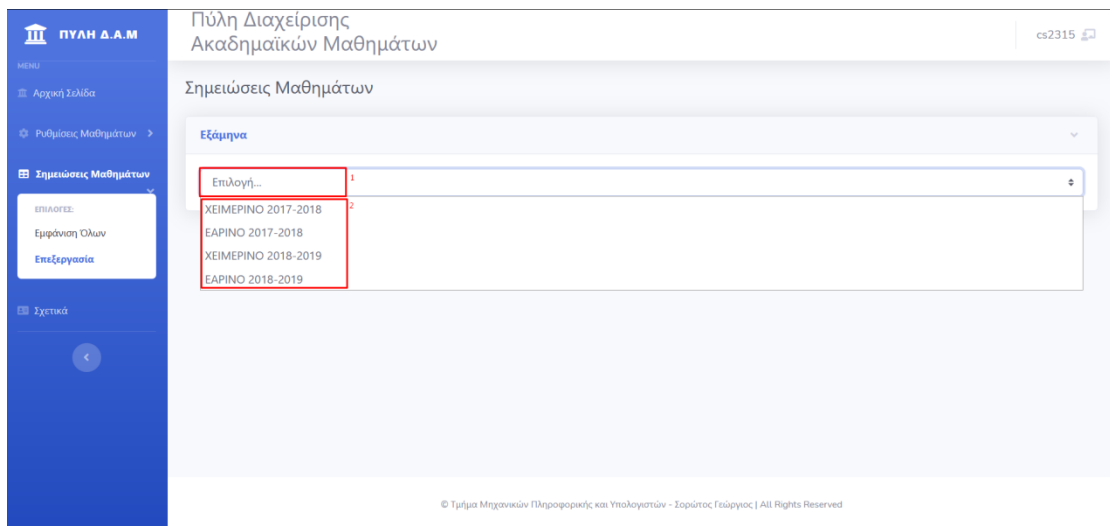 ΠΥΛΗ Δ.Α.Μ
MENU
Αρχική Σελίδα
Ρυθμίσεις Μαθημάτων
Σημειώσεις Μαθημάτων
ΕΠΙΛΟΓΕΣ:
Εμφάνιση Όλων
Επεξεργασία
Σχετικά
Πύλη Διαχείρισης
Ακαδημαϊκών Μαθημάτων
cs2315
Σημειώσεις Μαθημάτων
Εξάμηνα
Επιλογή...
1
ΧΕΙΜΕΡΙΝΟ 2017-2018
2
ΕΑΡΙΝΟ 2017-2018
ΧΕΙΜΕΡΙΝΟ 2018-2019
ΕΑΡΙΝΟ 2018-2019
© Τμήμα Μηχανικών Πληροφορικής και Υπολογιστών - Σορώτος Γεώργιος | All Rights Reserved